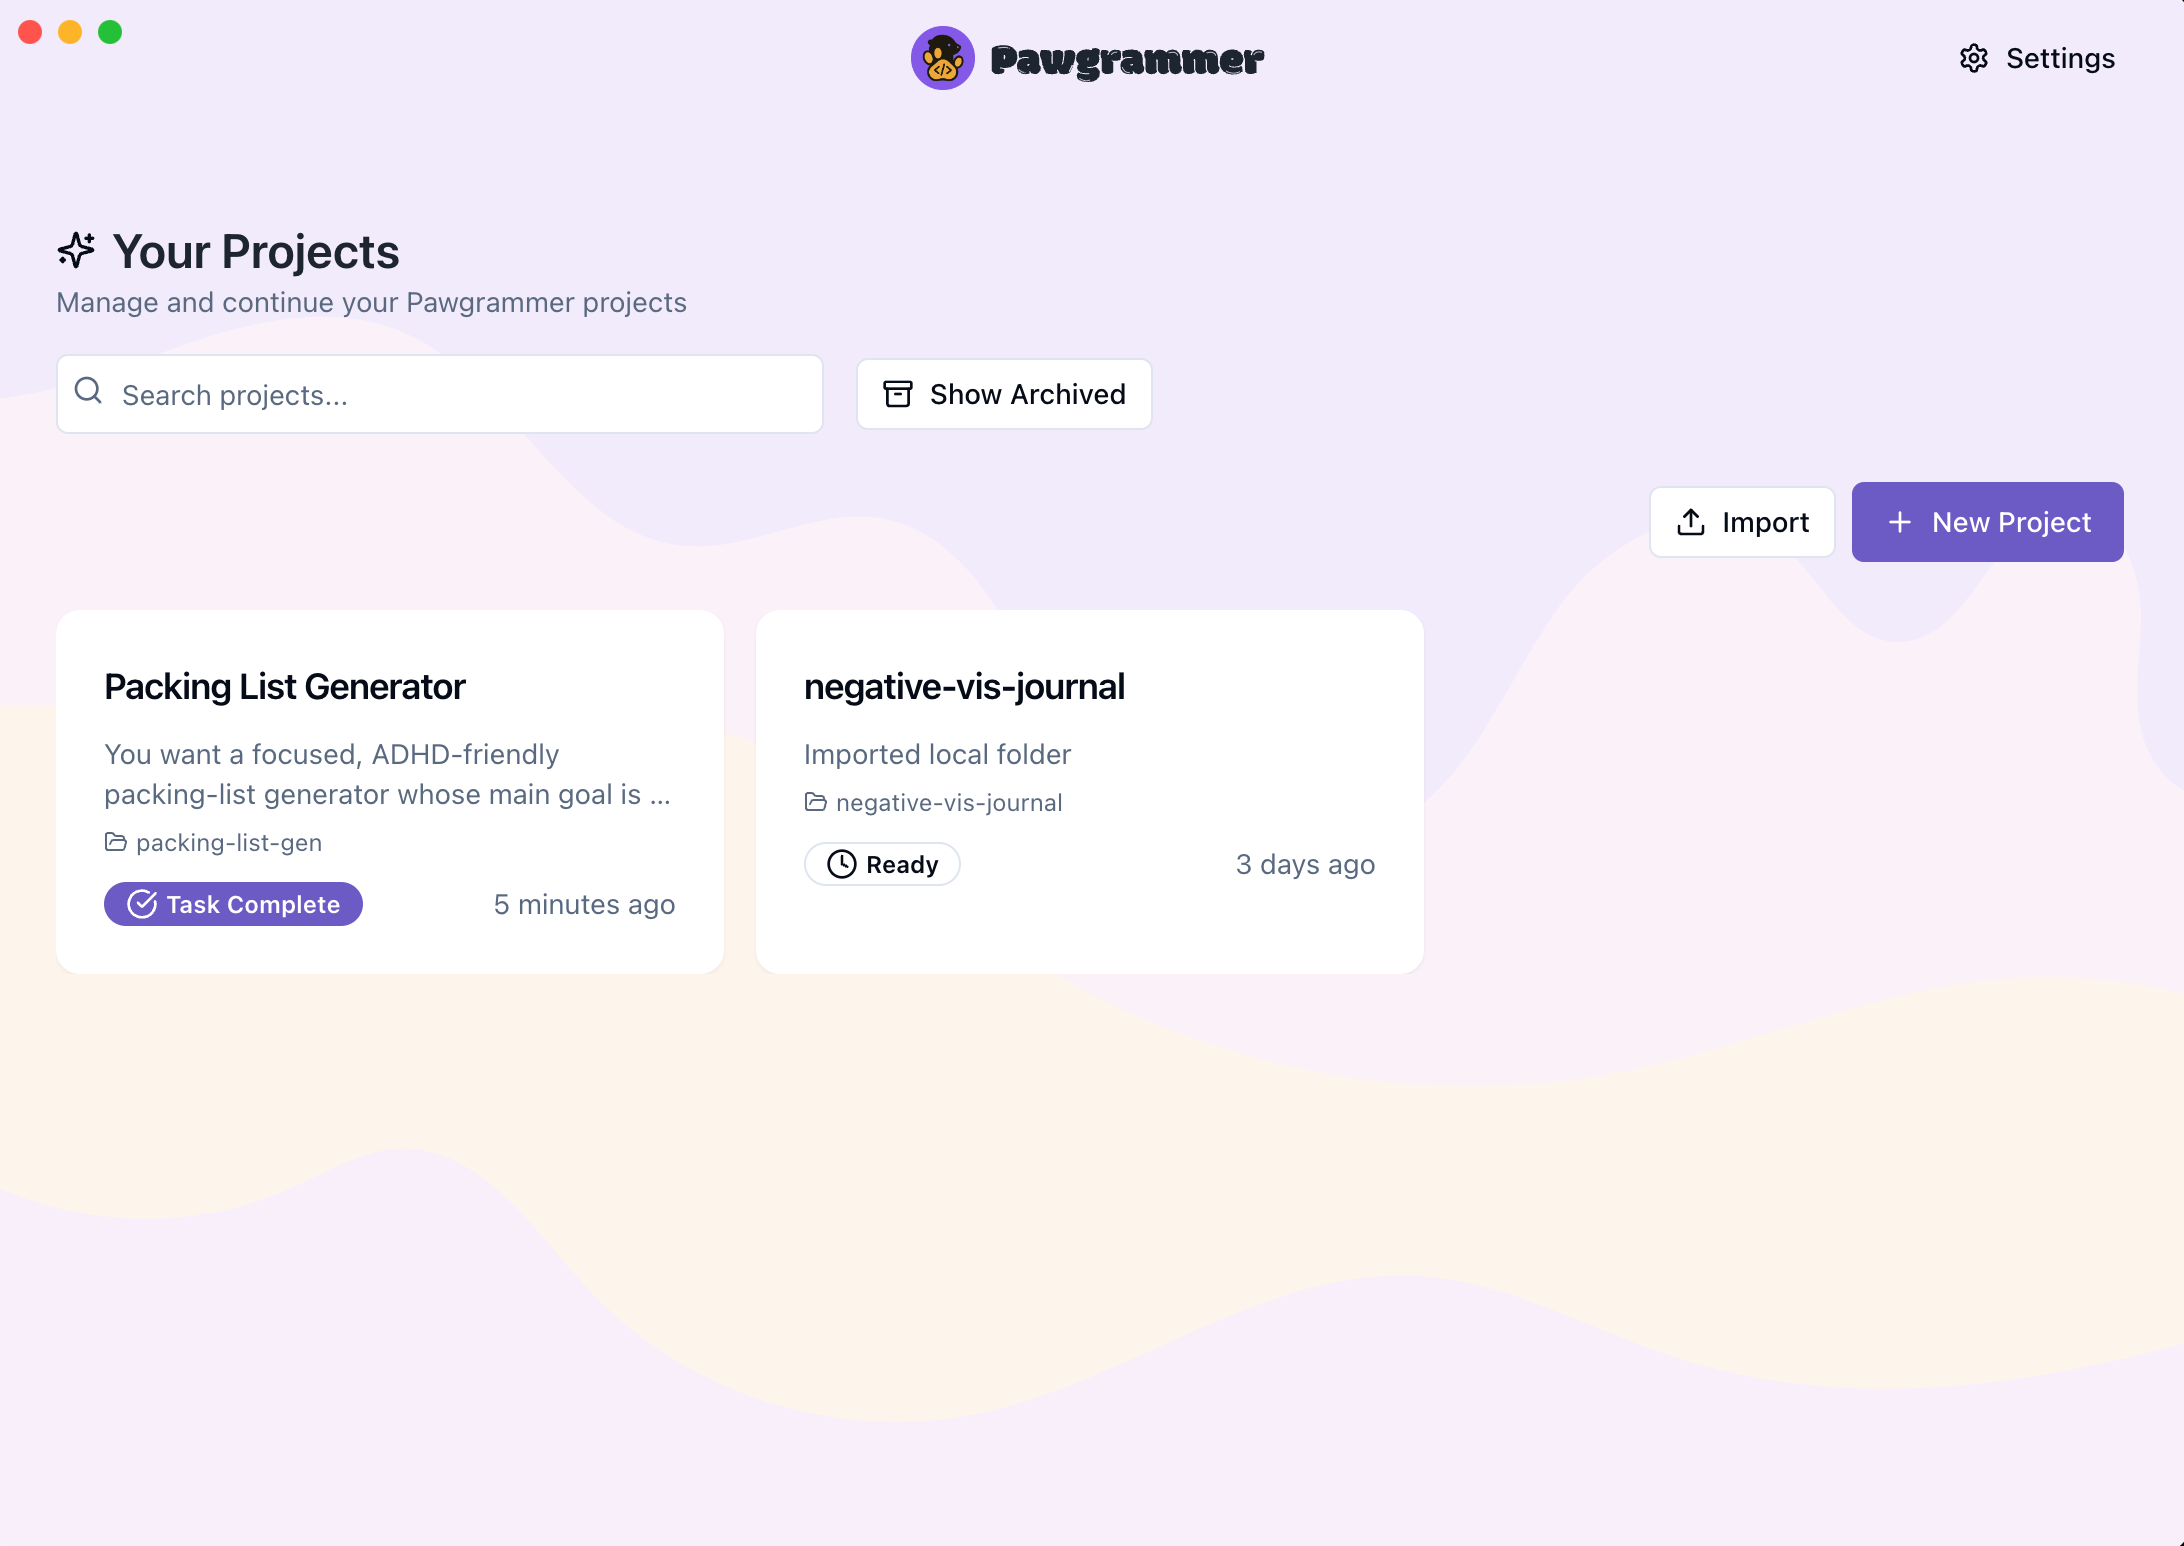 Pawgrammer
Settings
Your Projects
Manage and continue your Pawgrammer projects
Search projects...
Show Archived
Import
New Project
Packing List Generator
You want a focused, ADHD-friendly
packing-list generator whose main goal is ...
packing-list-gen
Task Complete
5 minutes ago
negative-vis-journal
Imported local folder
negative-vis-journal
Ready
3 days ago